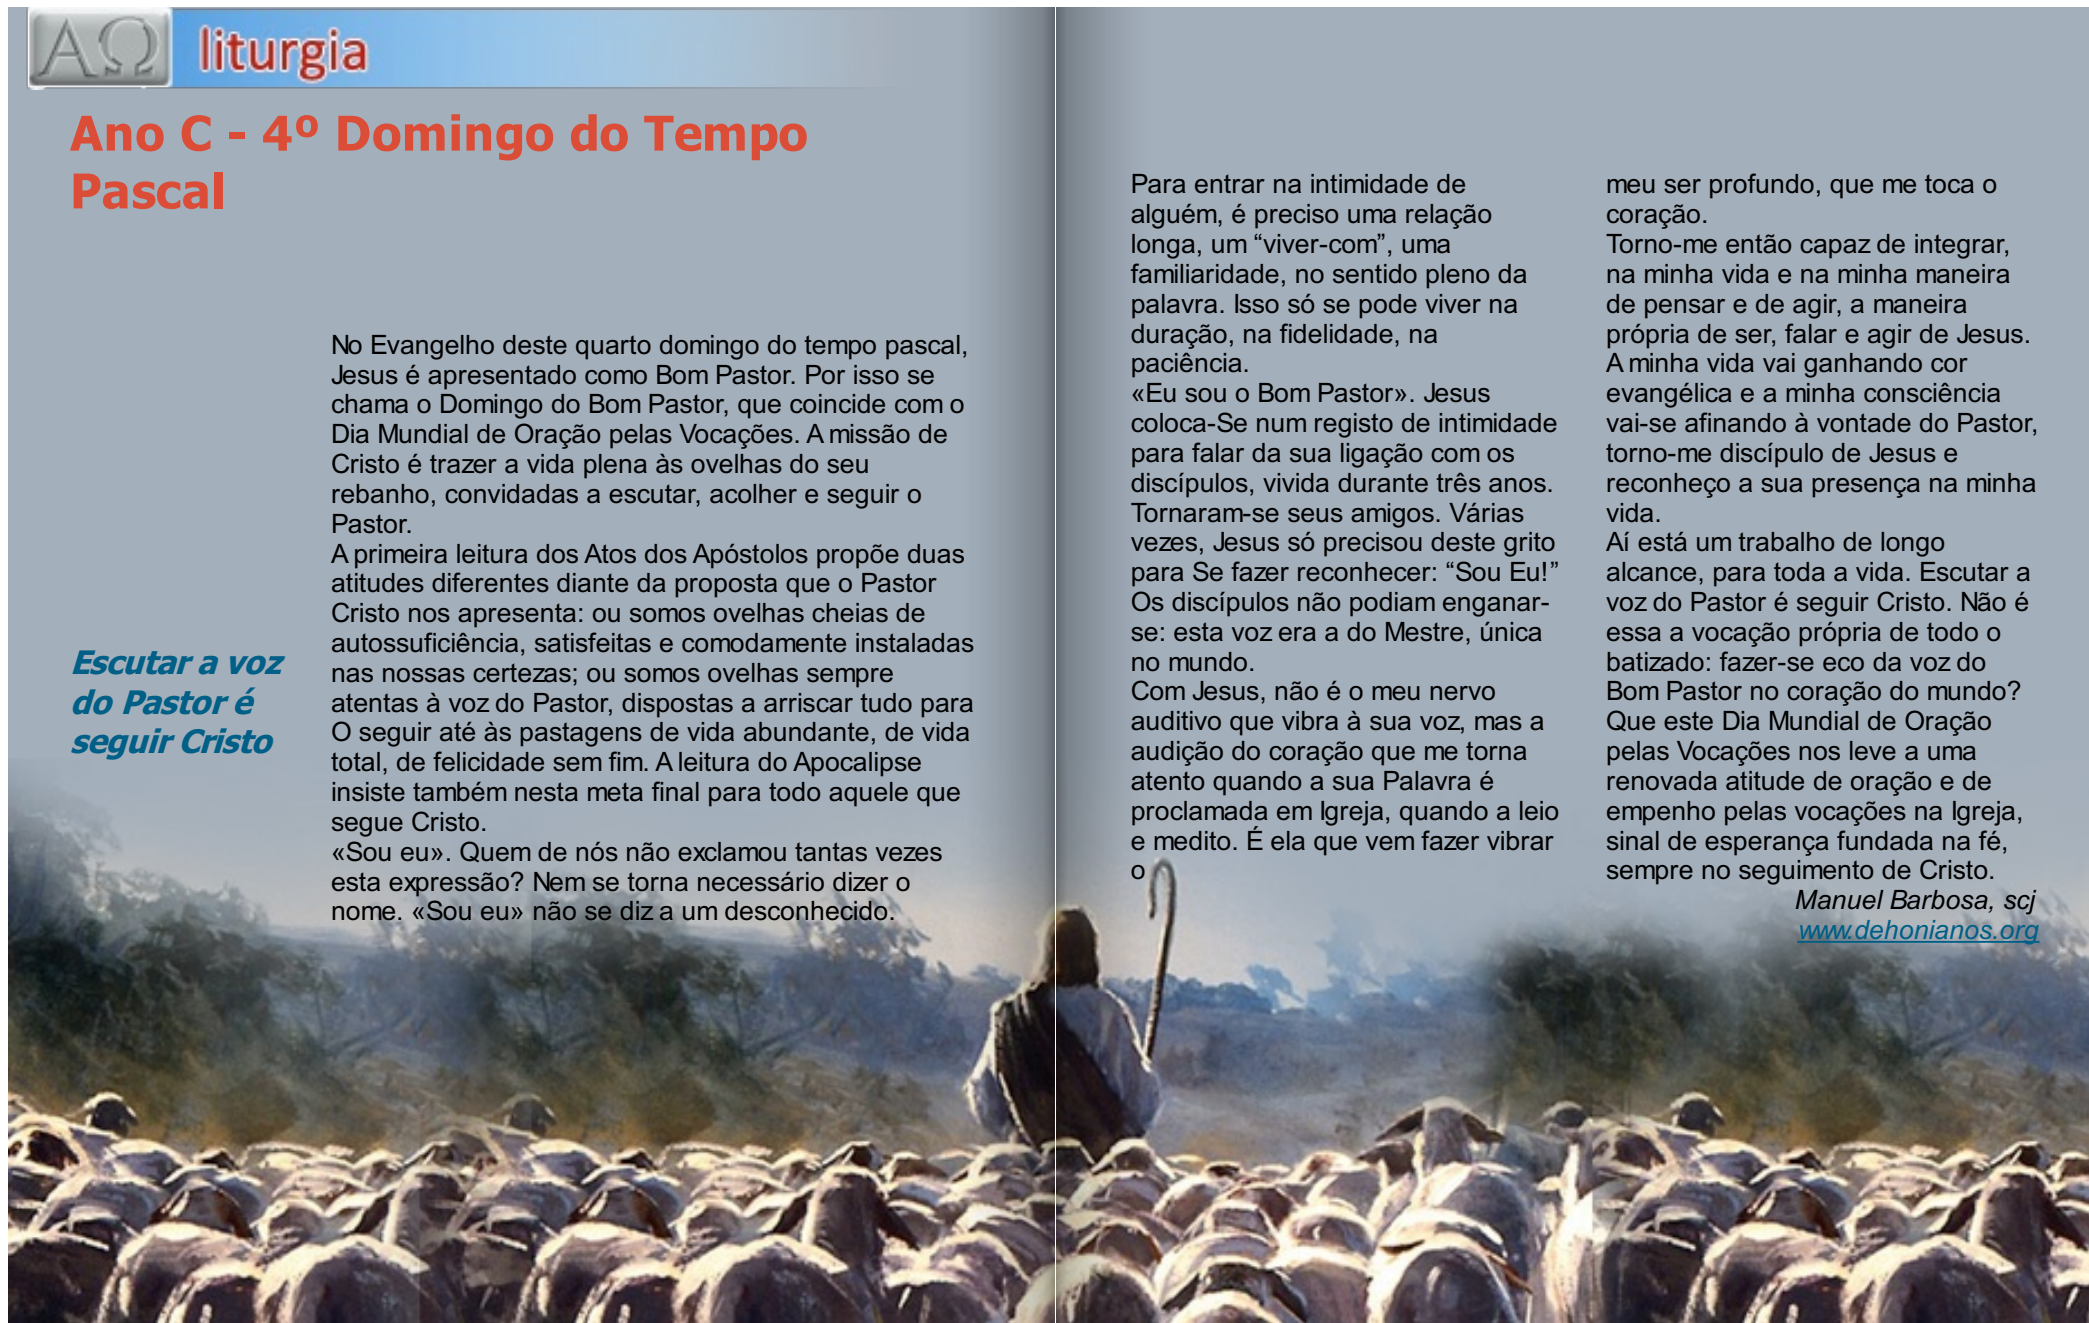 ΑΩ liturgia
Ano C - 4º Domingo do Tempo
Pascal
Escutar a voz
do Pastor é
seguir Cristo
No Evangelho deste quarto domingo do tempo pascal,
Jesus é apresentado como Bom Pastor. Por isso se
chama o Domingo do Bom Pastor, que coincide com o
Dia Mundial de Oração pelas Vocações. A missão de
Cristo é trazer a vida plena às ovelhas do seu
rebanho, convidadas a escutar, acolher e seguir o
Pastor.
A primeira leitura dos Atos dos Apóstolos propõe duas
atitudes diferentes diante da proposta que o Pastor
Cristo nos apresenta: ou somos ovelhas cheias de
autossuficiência, satisfeitas e comodamente instaladas
nas nossas certezas; ou somos ovelhas sempre
atentas à voz do Pastor, dispostas a arriscar tudo para
O seguir até às pastagens de vida abundante, de vida
total, de felicidade sem fim. A leitura do Apocalipse
insiste também nesta meta final para todo aquele que
segue Cristo.
«Sou eu». Quem de nós não exclamou tantas vezes
esta expressão? Nem se torna necessário dizer o
nome. «Sou eu» não se diz a um desconhecido.
Para entrar na intimidade de
alguém, é preciso uma relação
longa, um “viver-com”, uma
familiaridade, no sentido pleno da
palavra. Isso só se pode viver na
duração, na fidelidade, na
paciência.
«Eu sou o Bom Pastor». Jesus
coloca-Se num registo de intimidade
para falar da sua ligação com os
discípulos, vivida durante três anos.
Tornaram-se seus amigos. Várias
vezes, Jesus só precisou deste grito
para Se fazer reconhecer: “Sou Eu!”
Os discípulos não podiam enganar-
se: esta voz era a do Mestre, única
no mundo.
Com Jesus, não é o meu nervo
auditivo que vibra à sua voz, mas a
audição do coração que me torna
atento quando a sua Palavra é
proclamada em Igreja, quando a leio
e medito. É ela que vem fazer vibrar
o
meu ser profundo, que me toca o
coração.
Torno-me então capaz de integrar,
na minha vida e na minha maneira
de pensar e de agir, a maneira
própria de ser, falar e agir de Jesus.
A minha vida vai ganhando cor
evangélica e a minha consciência
vai-se afinando à vontade do Pastor,
torno-me discípulo de Jesus e
reconheço a sua presença na minha
vida.
Aí está um trabalho de longo
alcance, para toda a vida. Escutar a
voz do Pastor é seguir Cristo. Não é
essa a vocação própria de todo o
batizado: fazer-se eco da voz do
Bom Pastor no coração do mundo?
Que este Dia Mundial de Oração
pelas Vocações nos leve a uma
renovada atitude de oração e de
empenho pelas vocações na Igreja,
sinal de esperança fundada na fé,
sempre no seguimento de Cristo.
Manuel Barbosa, scj
www.dehonianos.org